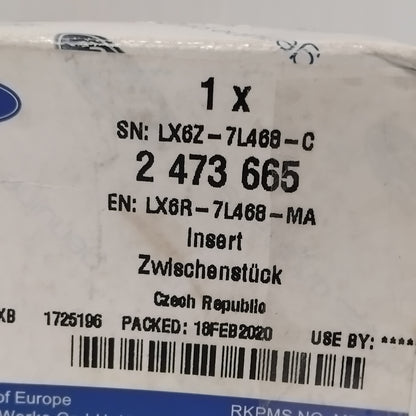 1 x
SN: LX6Z-7L468-C
2 473 665
EN: LX6R-7L468-MA
Insert
Zwischenstück
Czech Republic
XB 1725196 PACKED: 18FEB2020 USE BY: ****
of Europe
RKPMS NO.